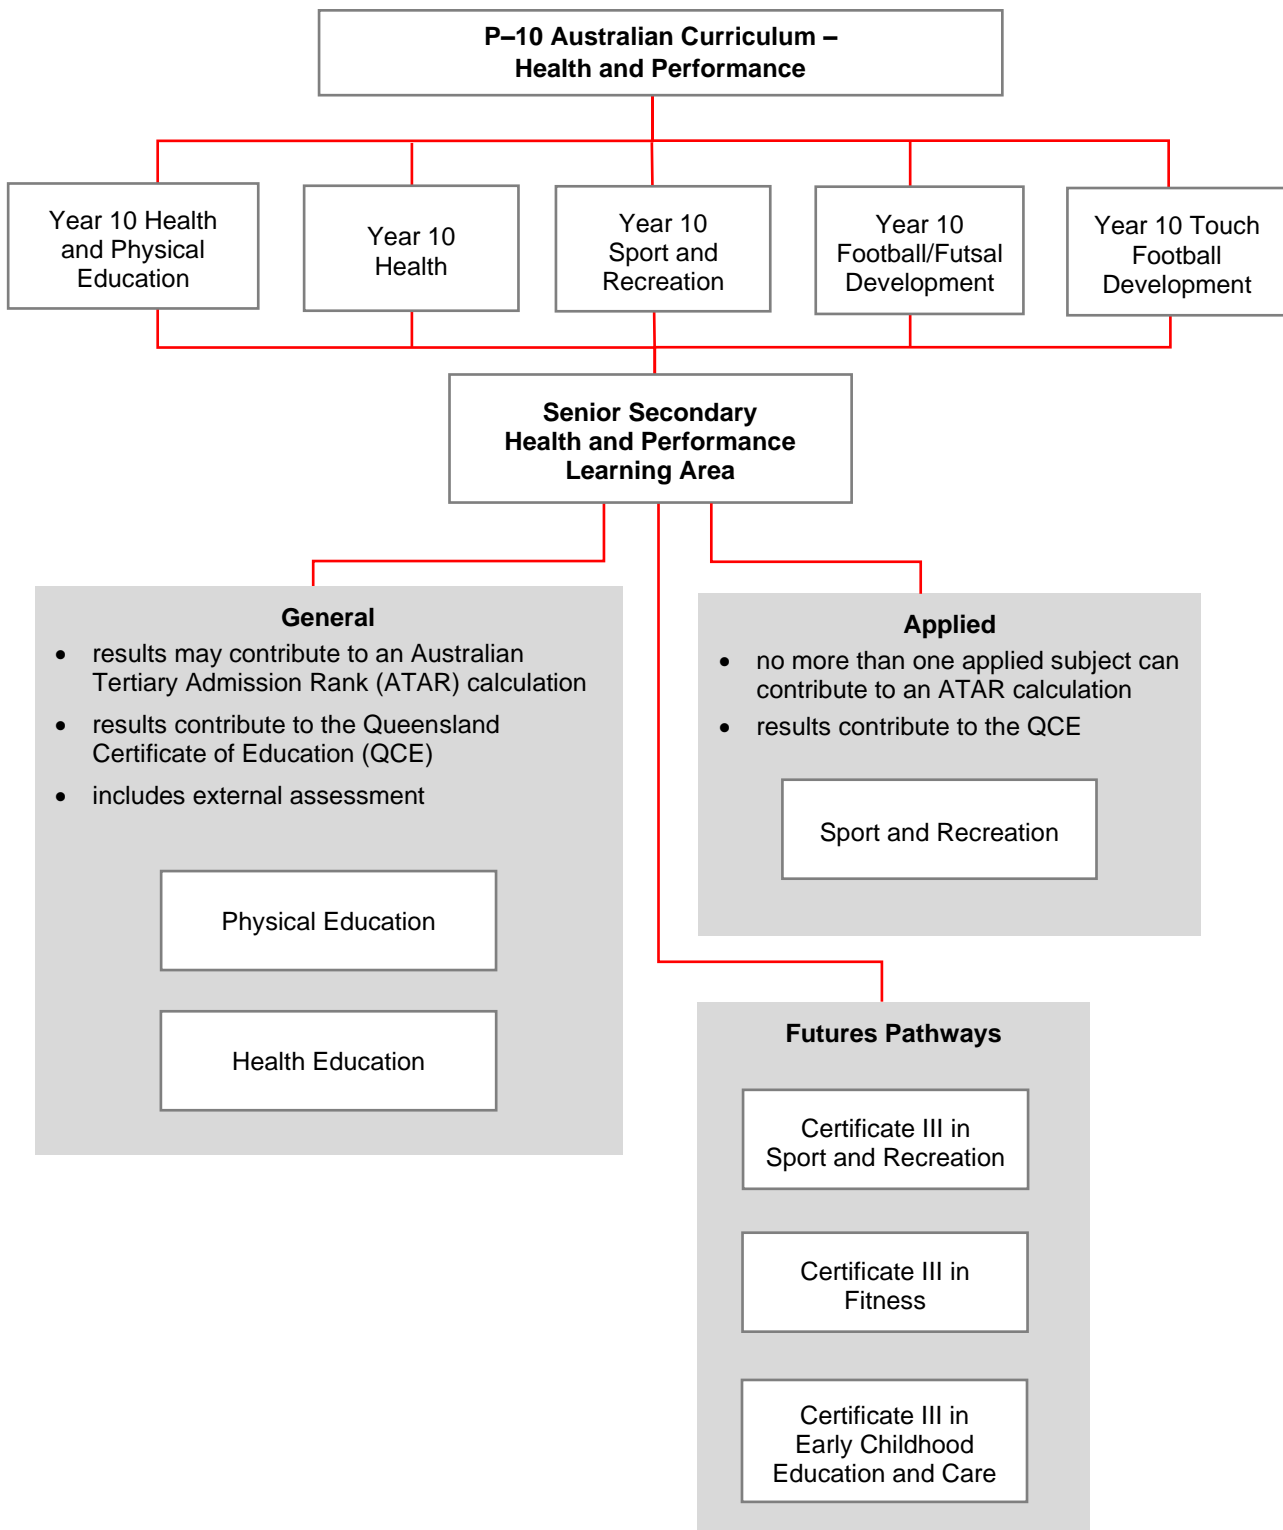 P–10 Australian Curriculum –
Health and Performance
Year 10 Health
and Physical
Education
Year 10
Health
Year 10
Sport and
Recreation
Year 10
Football/Futsal
Development
Year 10 Touch
Football
Development
Senior Secondary
Health and Performance
Learning Area
General
• results may contribute to an Australian
Tertiary Admission Rank (ATAR) calculation
• results contribute to the Queensland
Certificate of Education (QCE)
• includes external assessment
Physical Education
Health Education
Applied
• no more than one applied subject can
contribute to an ATAR calculation
• results contribute to the QCE
Sport and Recreation
Futures Pathways
Certificate III in
Sport and Recreation
Certificate III in
Fitness
Certificate III in
Early Childhood
Education and Care